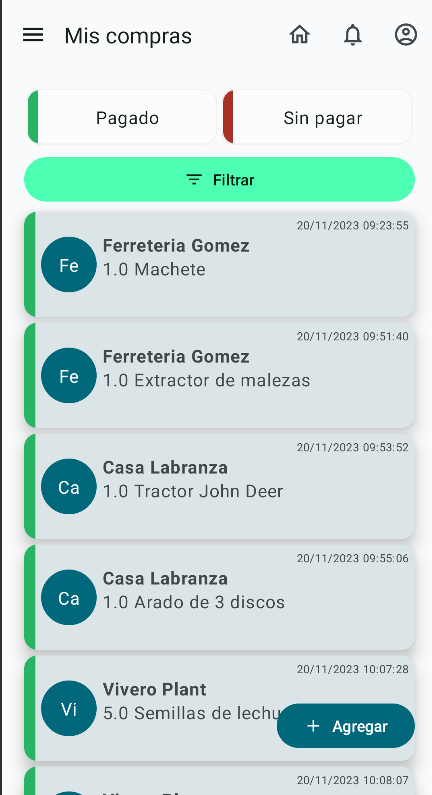 Mis compras
Pagado
Sin pagar
Filtrar
20/11/2023 09:23:55
Fe
Ferreteria Gomez
1.0 Machete
20/11/2023 09:51:40
Fe
Ferreteria Gomez
1.0 Extractor de malezas
20/11/2023 09:53:52
Ca
Casa Labranza
1.0 Tractor John Deer
20/11/2023 09:55:06
Ca
Casa Labranza
1.0 Arado de 3 discos
20/11/2023 10:07:28
Vi
Vivero Plant
5.0 Semillas de lechu
Agregar
20/11/2023 10:08:07